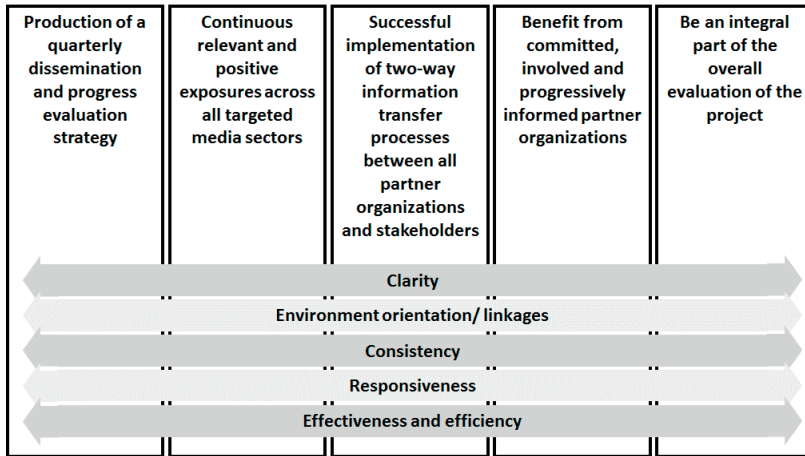 Production of a
quarterly
dissemination
and progress
evaluation
strategy
Continuous
relevant and
positive
exposures across
all targeted
media sectors
Successful
implementation
of two-way
information
transfer
processes
between all
partner
organizations
and stakeholders
Benefit from
committed,
involved and
progressively
informed partner
organizations
Be an integral
part of the
overall
evaluation of the
project
Clarity
Environment orientation/ linkages
Consistency
Responsiveness
Effectiveness and efficiency